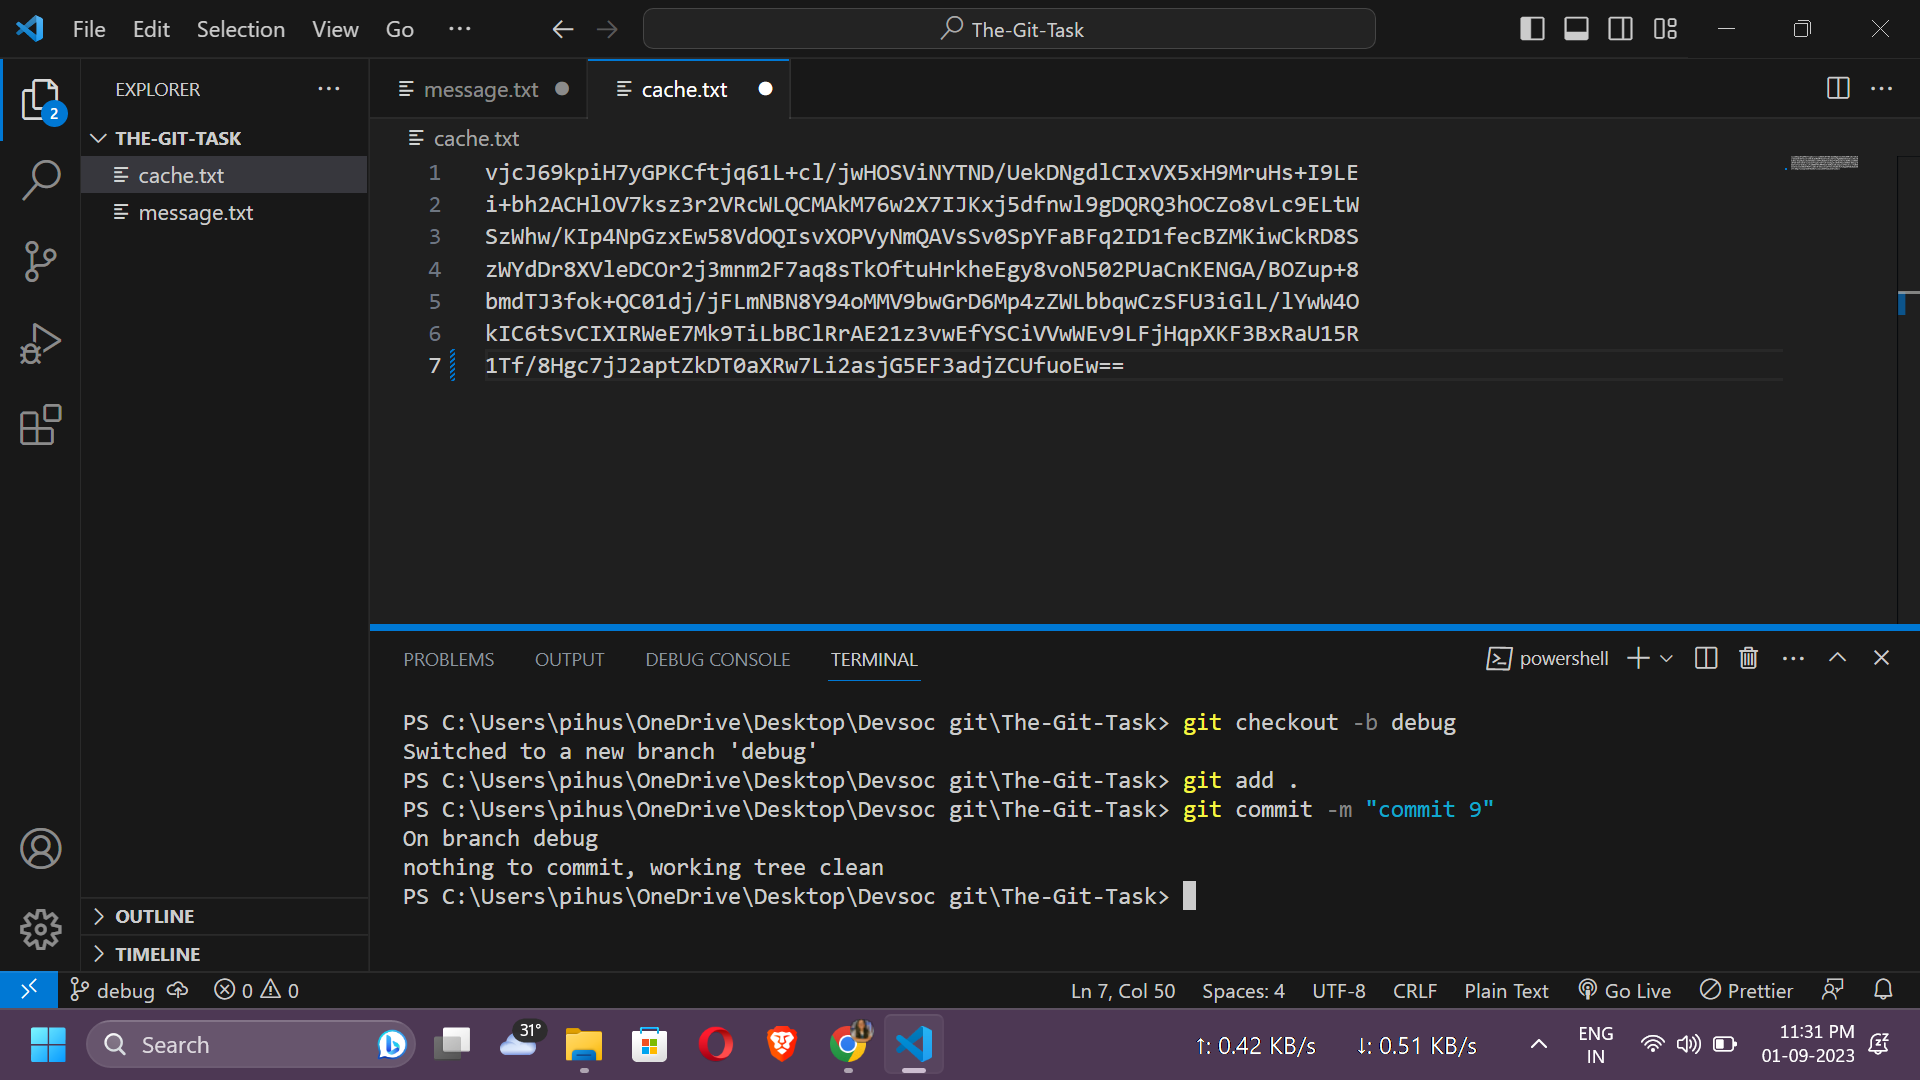 File Edit Selection View Go ···
The-Git-Task
2
EXPLORER
THE-GIT-TASK
cache.txt
message.txt
OUTLINE
TIMELINE
message.txt
cache.txt
cache.txt
1 vjcJ69kpiH7yGPKCftjq61L+cl/jwHOSViNYTND/UekDNgdlCIxVX5xH9MruHs+I9LE
2 i+bh2ACHlOV7ksz3r2VRcWLQCMAkM76w2X7IJKxj5dfnwl9gDQRQ3hOCZo8vLc9ELtW
3 SzWhw/KIp4NpGzxEw58VdOQIsvXOPVyNmQAVsSv0SpYFaBFq2ID1fecBZMKiwCkRD8S
4 zWYdDr8XVleDCOr2j3mnm2F7aq8sTkOftuHrkheEgy8voN502PUaCnKENGA/BOZup+8
5 bmdTJ3fok+QC01dj/jFLmNBN8Y94oMMV9bwGrD6Mp4zZWLbbqwCzSFU3iGlL/lYwW4O
6 kIC6tSvCIXIRWeE7Mk9TiLbBClRrAE21z3vwEfYSCiVVwWEv9LFjHqpXKF3BxRaU15R
7 1Tf/8Hgc7jJ2aptZkDT0aXRw7Li2asjG5EF3adjZCUfuoEw==
PROBLEMS OUTPUT DEBUG CONSOLE TERMINAL
powershell
PS C:\Users\pihus\OneDrive\Desktop\Devsoc git\The-Git-Task> git checkout -b debug
Switched to a new branch 'debug'
PS C:\Users\pihus\OneDrive\Desktop\Devsoc git\The-Git-Task> git add .
PS C:\Users\pihus\OneDrive\Desktop\Devsoc git\The-Git-Task> git commit -m "commit 9"
On branch debug
nothing to commit, working tree clean
PS C:\Users\pihus\OneDrive\Desktop\Devsoc git\The-Git-Task>
debug 0 0 Ln 7, Col 50 Spaces: 4 UTF-8 CRLF Plain Text Go Live Prettier
Search
31°
↑: 0.42 KB/s ↓: 0.51 KB/s
ENG
IN
11:31 PM
01-09-2023